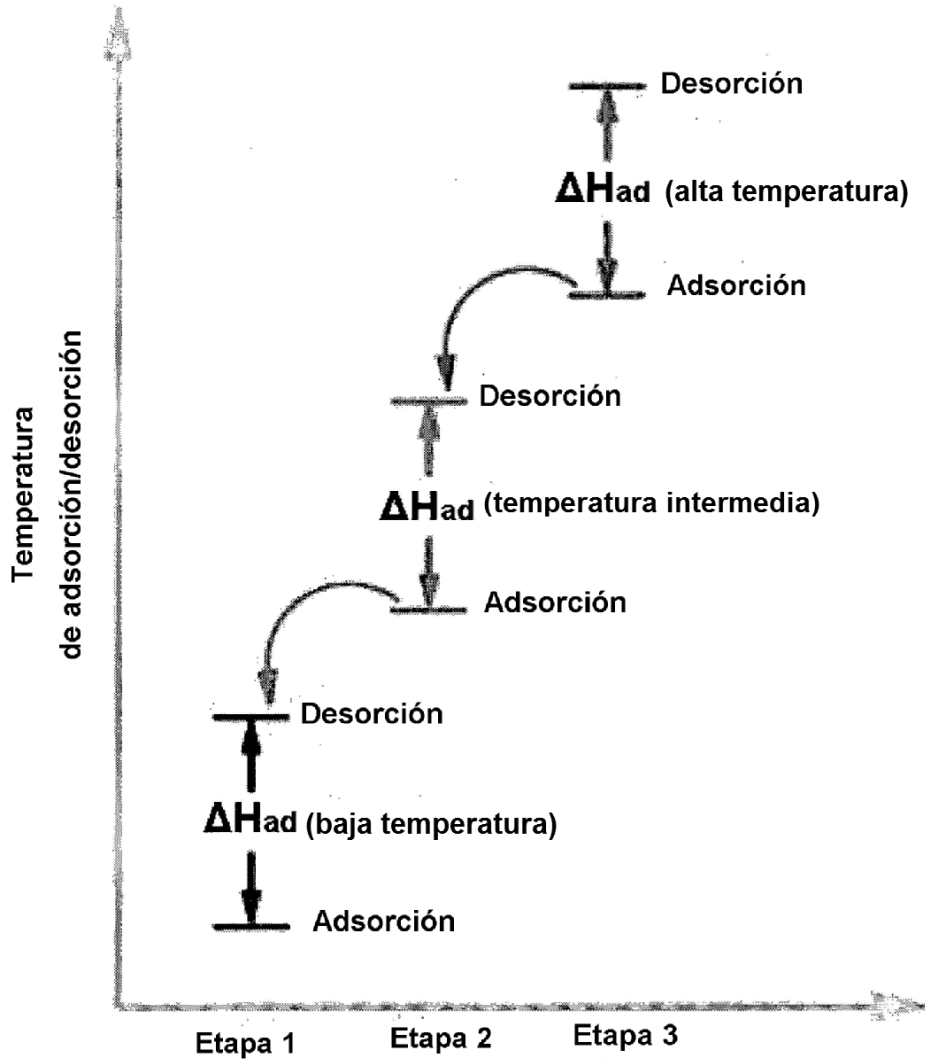 Desorción
ΔHad (alta temperatura)
Adsorción
Desorción
ΔHad (temperatura intermedia)
Adsorción
Desorción
ΔHad (baja temperatura)
Adsorción
Temperatura
de adsorción/desorción
Etapa 1 Etapa 2 Etapa 3